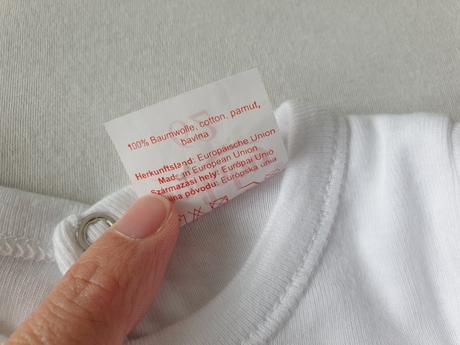 100% Baumwolle, cotton, pamut,
bavlna
Herkunftsland: Europäische Union
Made in European Union
Származási hely: Európai Unió
pôvodu: Európska únia